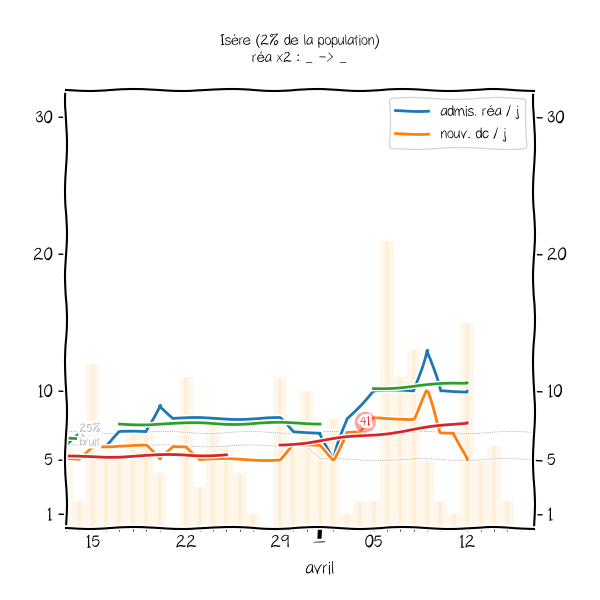 Isère (2% de la population)
réa x2 : _ -> _
admis. réa / j
nouv. dc / j
30
30
20
20
10
10
41
25%
bruit
5
5
1
1
15
22
29
05
12
avril